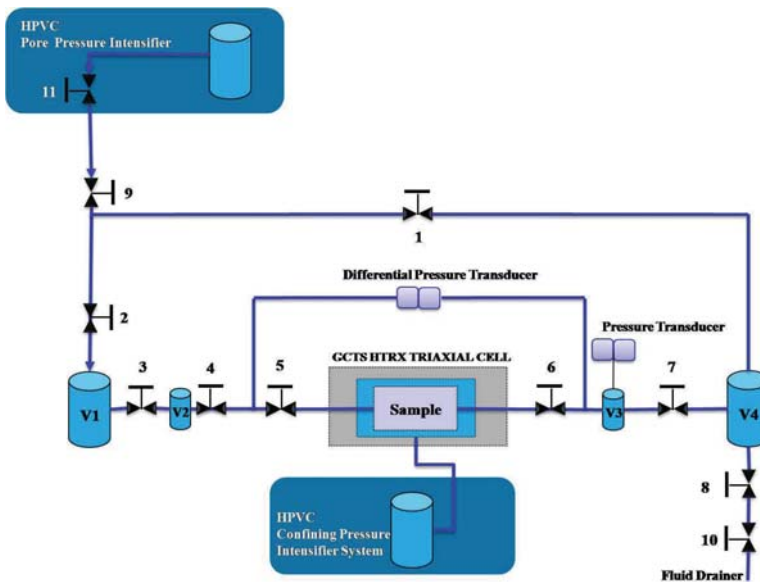 HPVC
Pore Pressure Intensifier
11
9
1
2
Differential Pressure Transducer
Pressure Transducer
GCTS HTRX TRIAXIAL CELL
3
4
5
6
7
V1
V2
Sample
V3
V4
8
HPVC
Confining Pressure
Intensifier System
10
Fluid Drainer